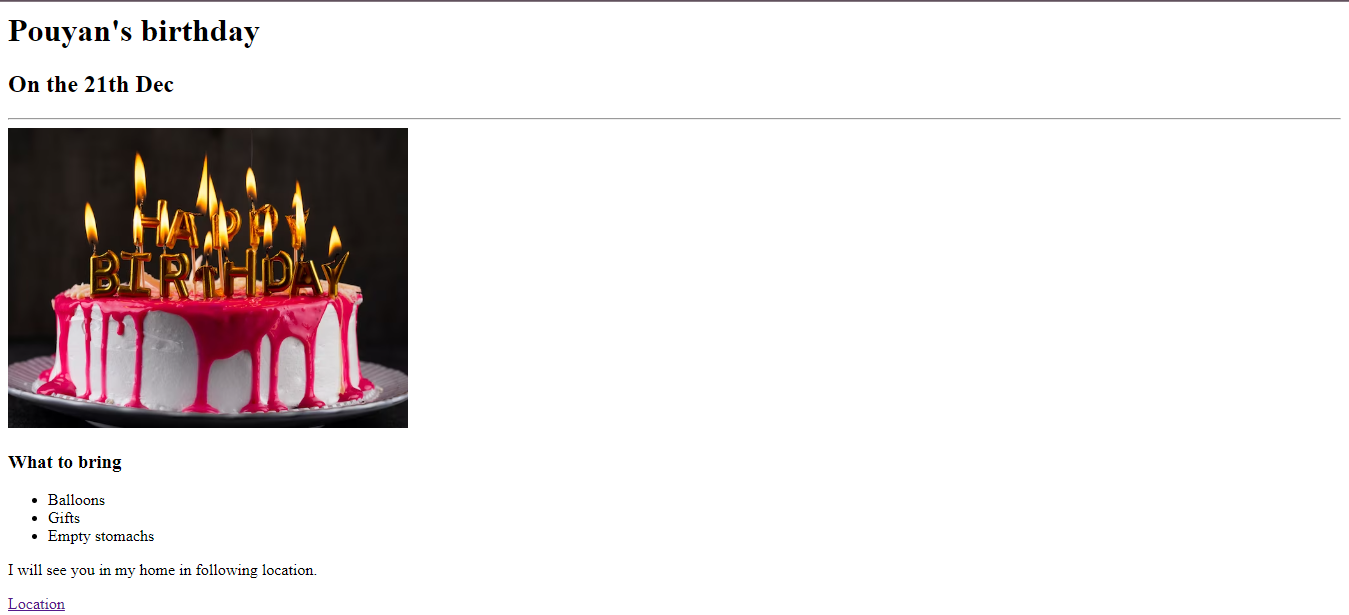 Pouyan's birthday
On the 21th Dec
HAPPY
BIRTHDAY
What to bring
Balloons
Gifts
Empty stomachs
I will see you in my home in following location.
Location